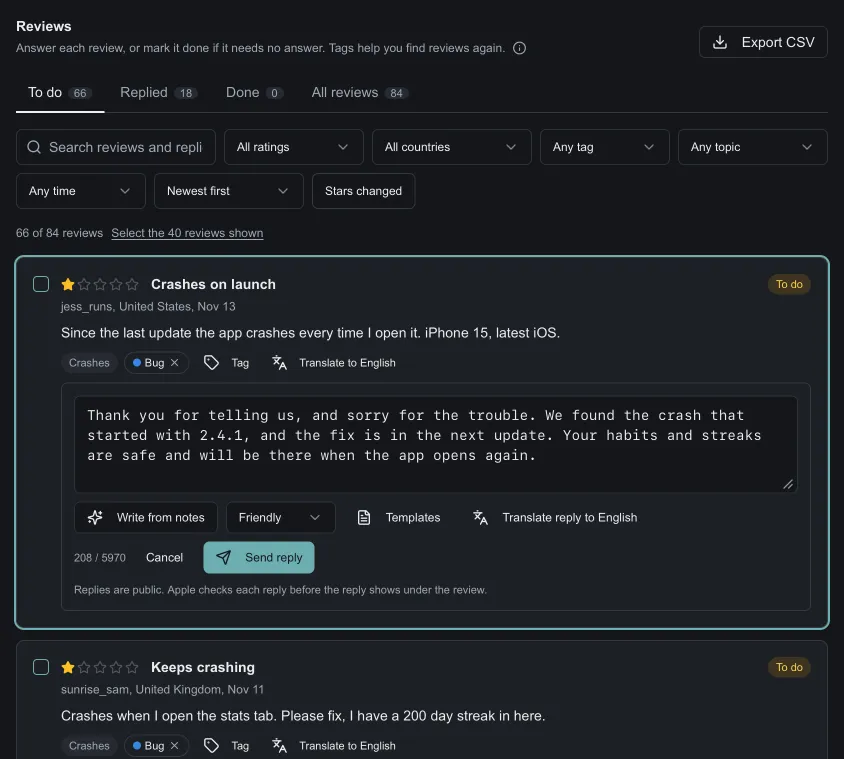 Reviews
Answer each review, or mark it done if it needs no answer. Tags help you find reviews again.
Export CSV
To do 66
Replied 18
Done 0
All reviews 84
Search reviews and repli
All ratings
All countries
Any tag
Any topic
Any time
Newest first
Stars changed
66 of 84 reviews Select the 40 reviews shown
Crashes on launch
To do
jess_runs, United States, Nov 13
Since the last update the app crashes every time I open it. iPhone 15, latest iOS.
Crashes Bug Tag Translate to English
Thank you for telling us, and sorry for the trouble. We found the crash that
started with 2.4.1, and the fix is in the next update. Your habits and streaks
are safe and will be there when the app opens again.
Write from notes Friendly Templates Translate reply to English
208 / 5970 Cancel Send reply
Replies are public. Apple checks each reply before the reply shows under the review.
Keeps crashing
To do
sunrise_sam, United Kingdom, Nov 11
Crashes when I open the stats tab. Please fix, I have a 200 day streak in here.
Crashes Bug Tag Translate to English